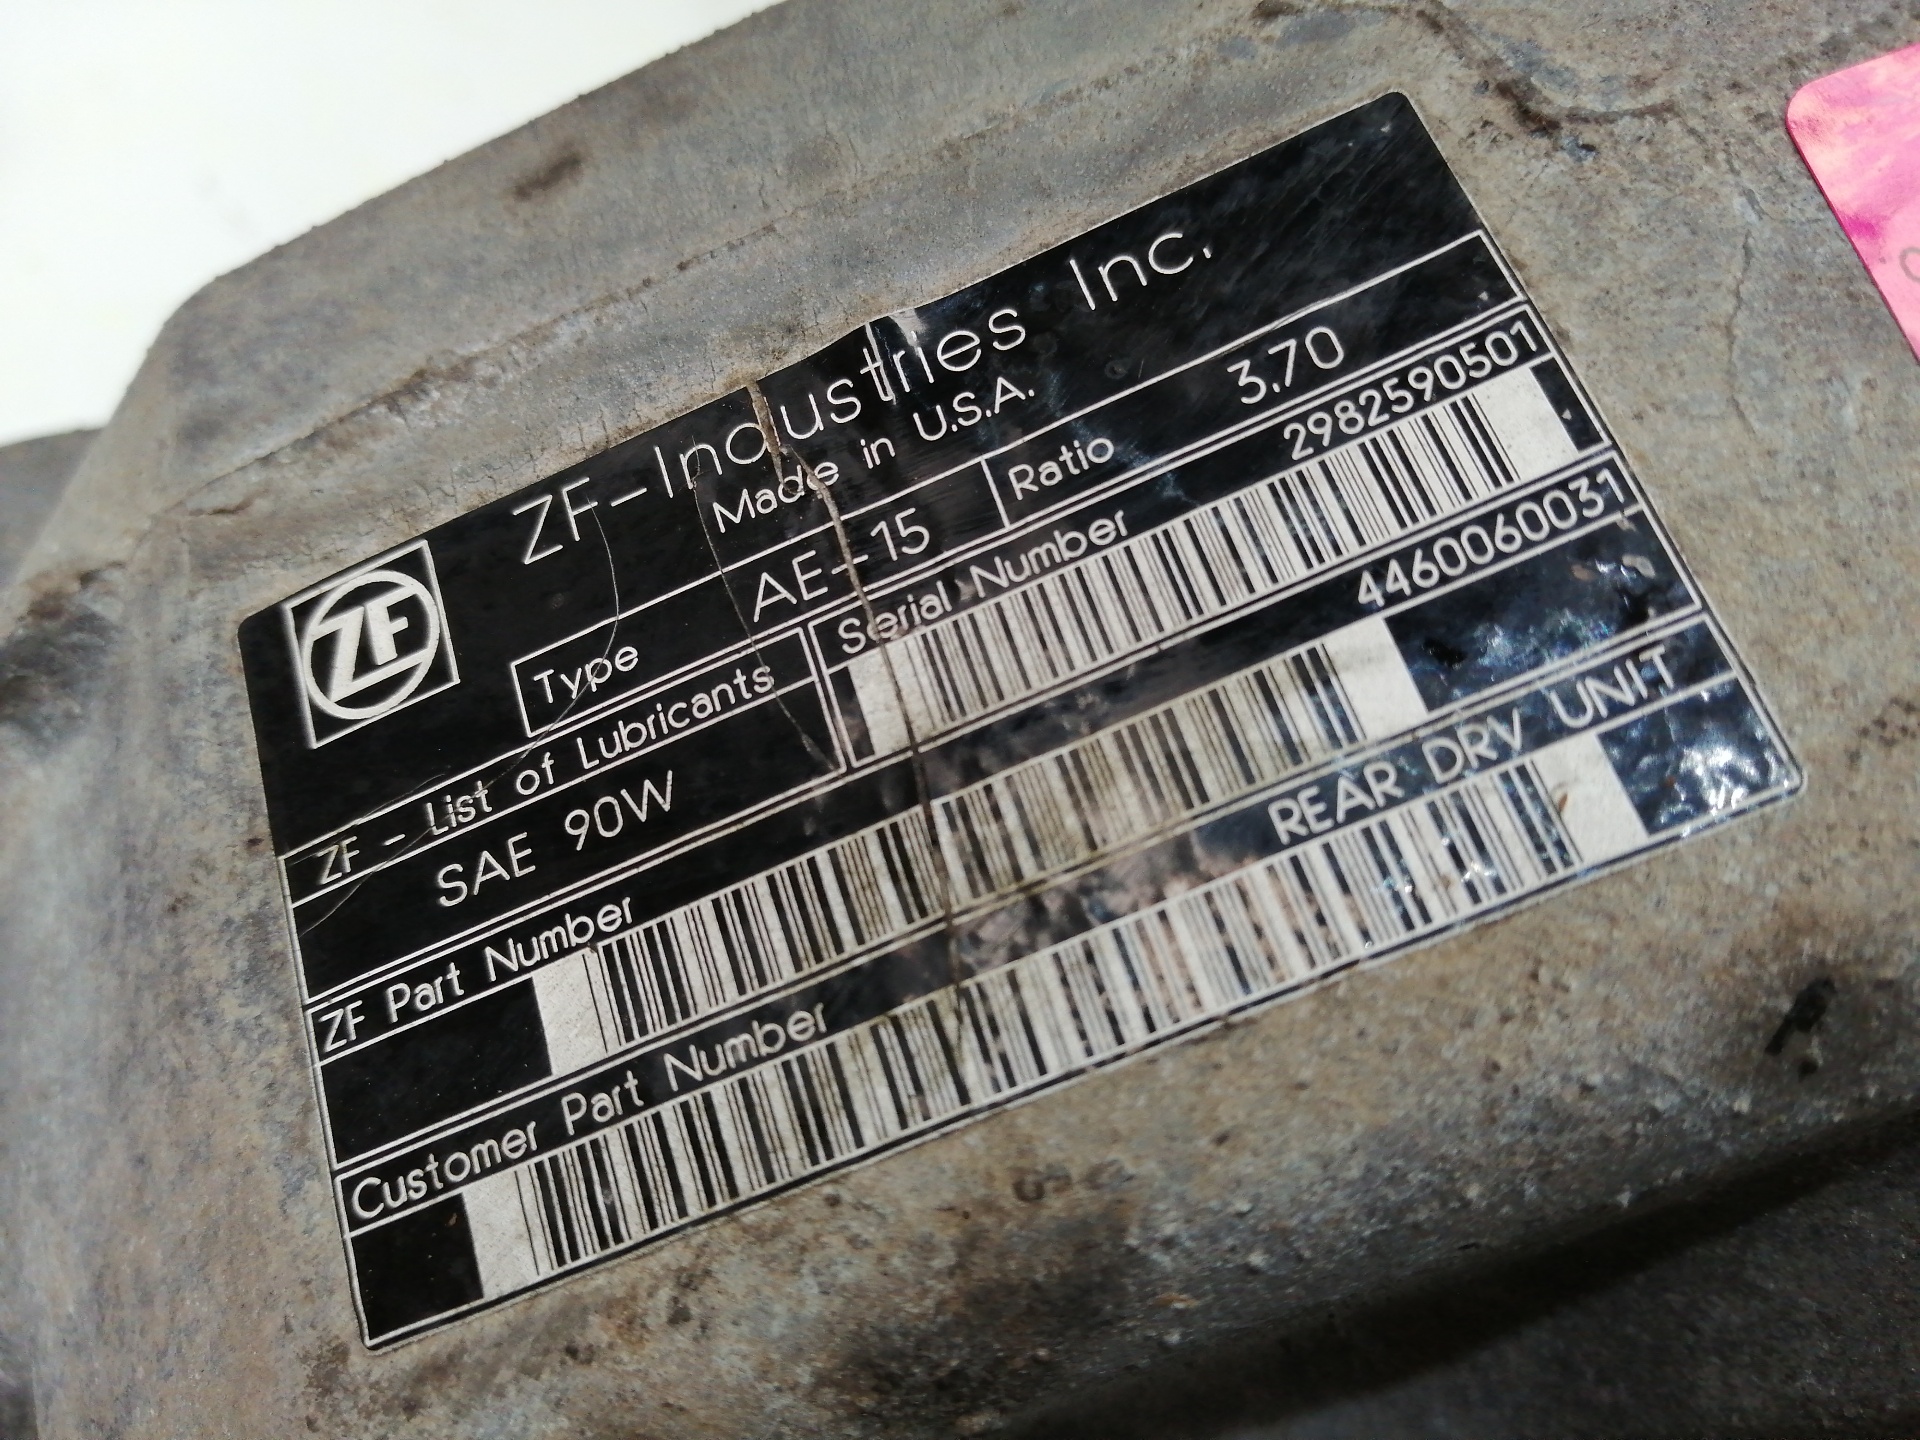 ZF
ZF-Industries Inc.
Made in U.S.A.
Type AE-15 Ratio 3.70
ZF - List of Lubricants
SAE 90W
Serial Number 2982590501
ZF Part Number 4460060031
Customer Part Number REAR DRV UNIT